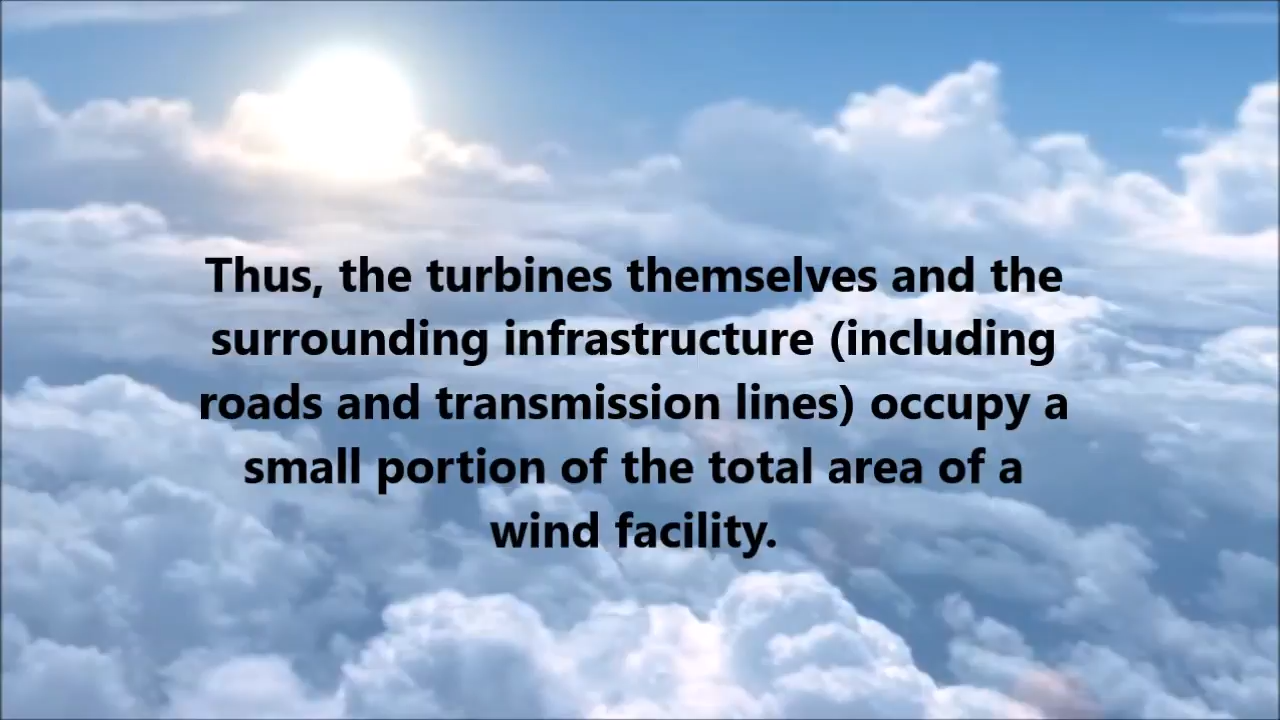 Thus, the turbines themselves and the
surrounding infrastructure (including
roads and transmission lines) occupy a
small portion of the total area of a
wind facility.